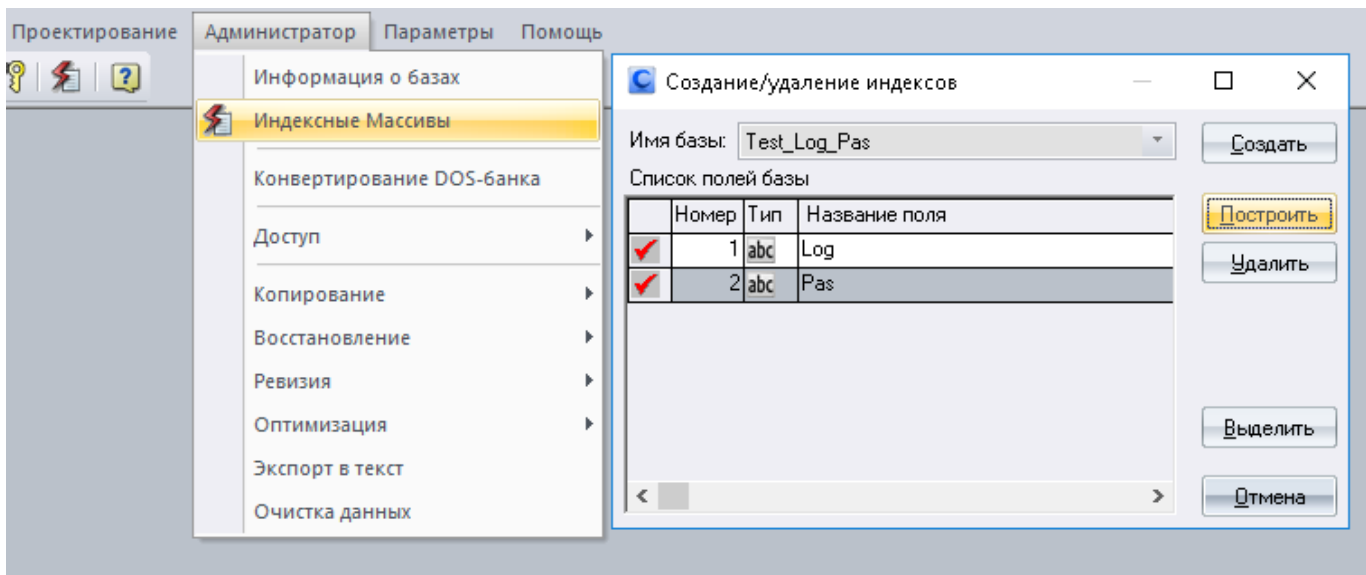 Проектирование Администратор Параметры Помощь
Информация о базах
Индексные Массивы
Конвертирование DOS-банка
Доступ
Копирование
Восстановление
Ревизия
Оптимизация
Экспорт в текст
Очистка данных
Создание/удаление индексов
Имя базы: Test_Log_Pas
Создать
Список полей базы
Номер Тип Название поля
1 abc Log
2 abc Pas
Построить
Удалить
Выделить
Отмена